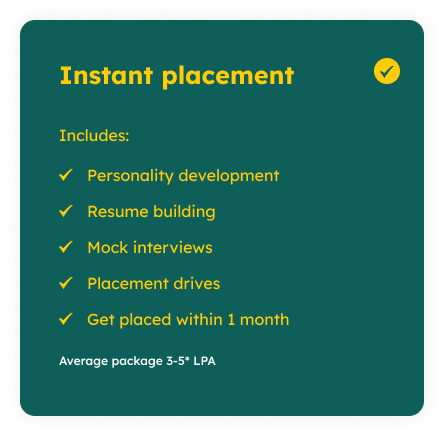 Instant placement
Includes:
Personality development
Resume building
Mock interviews
Placement drives
Get placed within 1 month
Average package 3-5* LPA